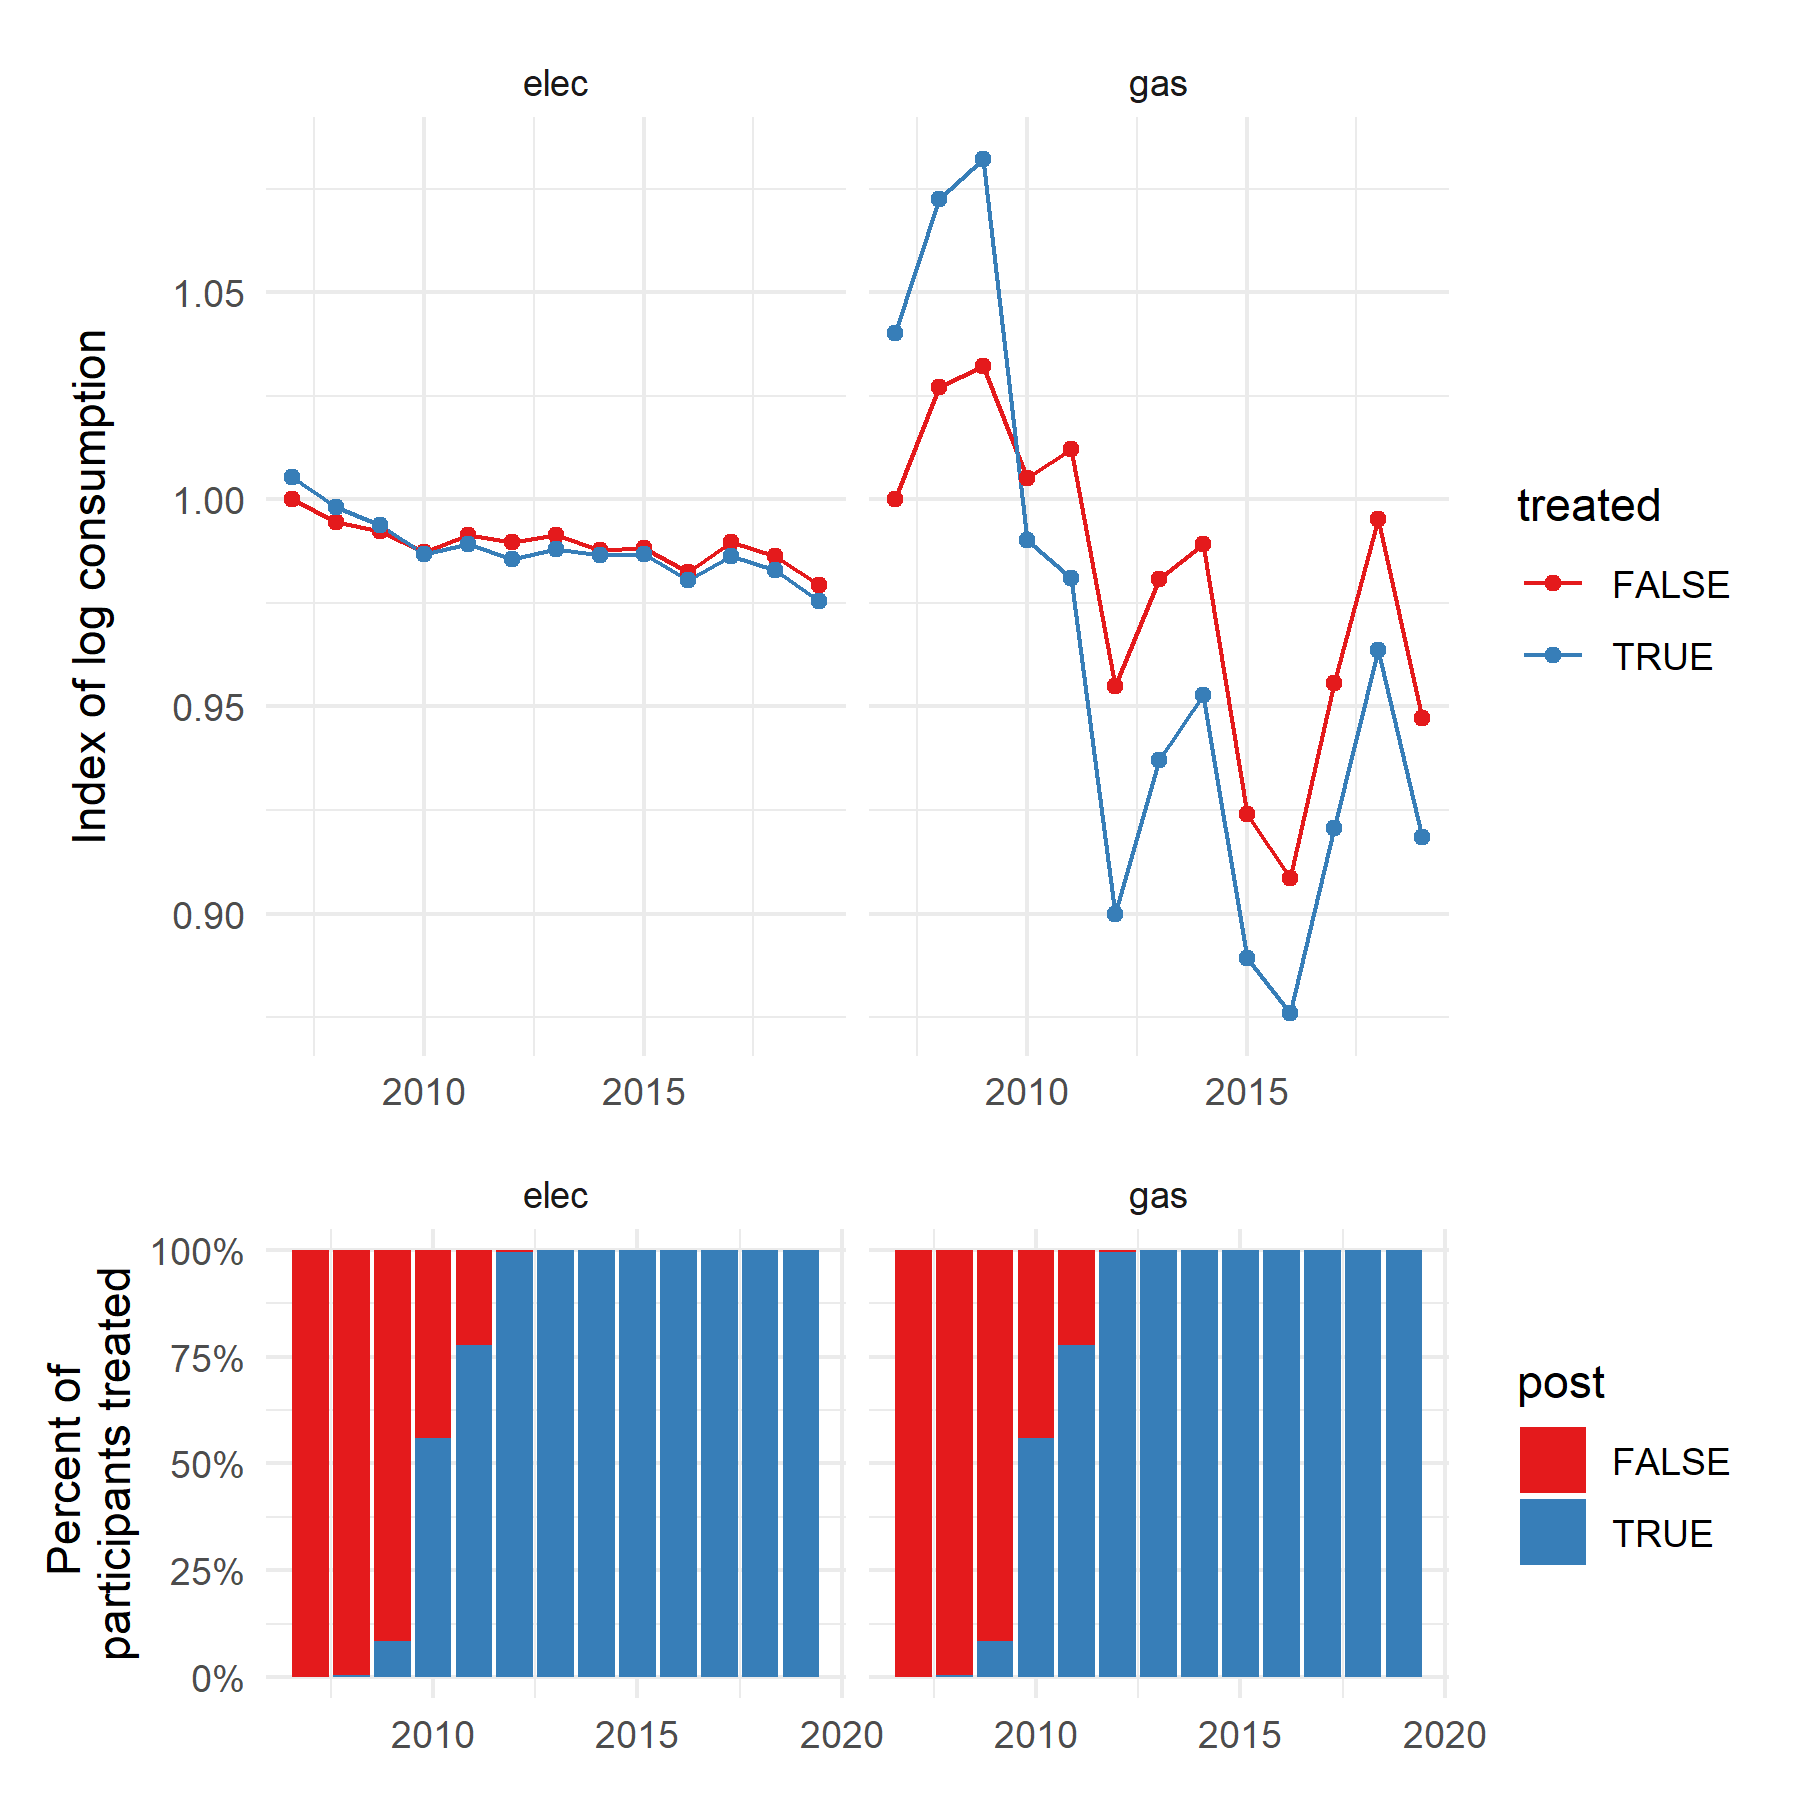 elec
gas
1.05
1.00
0.95
0.90
Index of log consumption
2010
2015
2010
2015
treated
FALSE
TRUE
elec
gas
100%
75%
50%
25%
0%
Percent of
participants treated
2010
2015
2020
2010
2015
2020
post
FALSE
TRUE